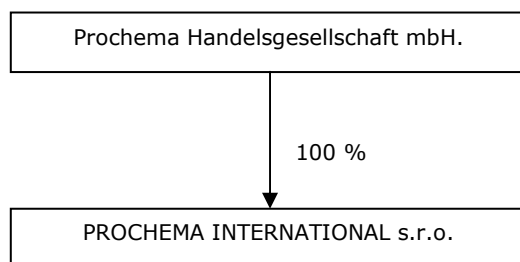 Prochema Handelsgesellschaft mbH.
100 %
PROCHEMA INTERNATIONAL s.r.o.